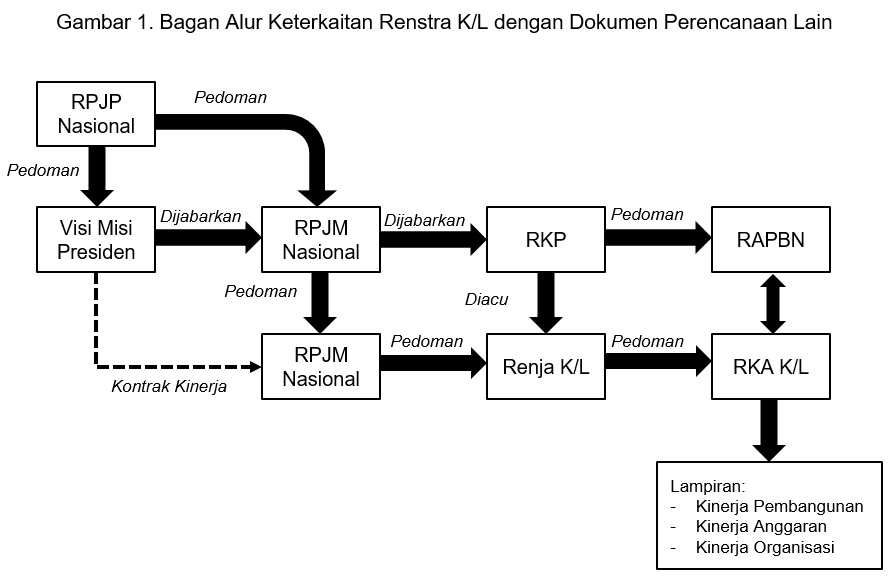 Gambar 1. Bagan Alur Keterkaitan Renstra K/L dengan Dokumen Perencanaan Lain
RPJP
Nasional
Pedoman
Pedoman
Visi Misi
Presiden
Dijabarkan
RPJM
Nasional
Dijabarkan
RKP
Pedoman
RAPBN
Pedoman
Diacu
Kontrak Kinerja
RPJM
Nasional
Pedoman
Renja K/L
Pedoman
RKA K/L
Lampiran:
- Kinerja Pembangunan
- Kinerja Anggaran
- Kinerja Organisasi